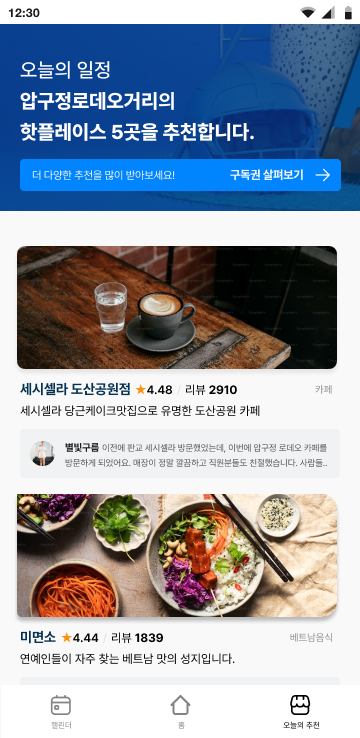 12:30
오늘의 일정
압구정로데오거리의
핫플레이스 5곳을 추천합니다.
더 다양한 추천을 많이 받아보세요! 구독권 살펴보기 →
세시셀라 도산공원점 ★4.48 / 리뷰 2910 카페
세시셀라 당근케이크맛집으로 유명한 도산공원 카페
별빛구름 이전에 판교 세시셀라 방문했었는데, 이번에 압구정 로데오 카페를
방문하게 되었어요. 매장이 정말 깔끔하고 직원분들도 친절했습니다. 사람들..
미면소 ★4.44 / 리뷰 1839 베트남음식
연예인들이 자주 찾는 베트남 맛의 성지입니다.
캘린더 홈 오늘의 추천